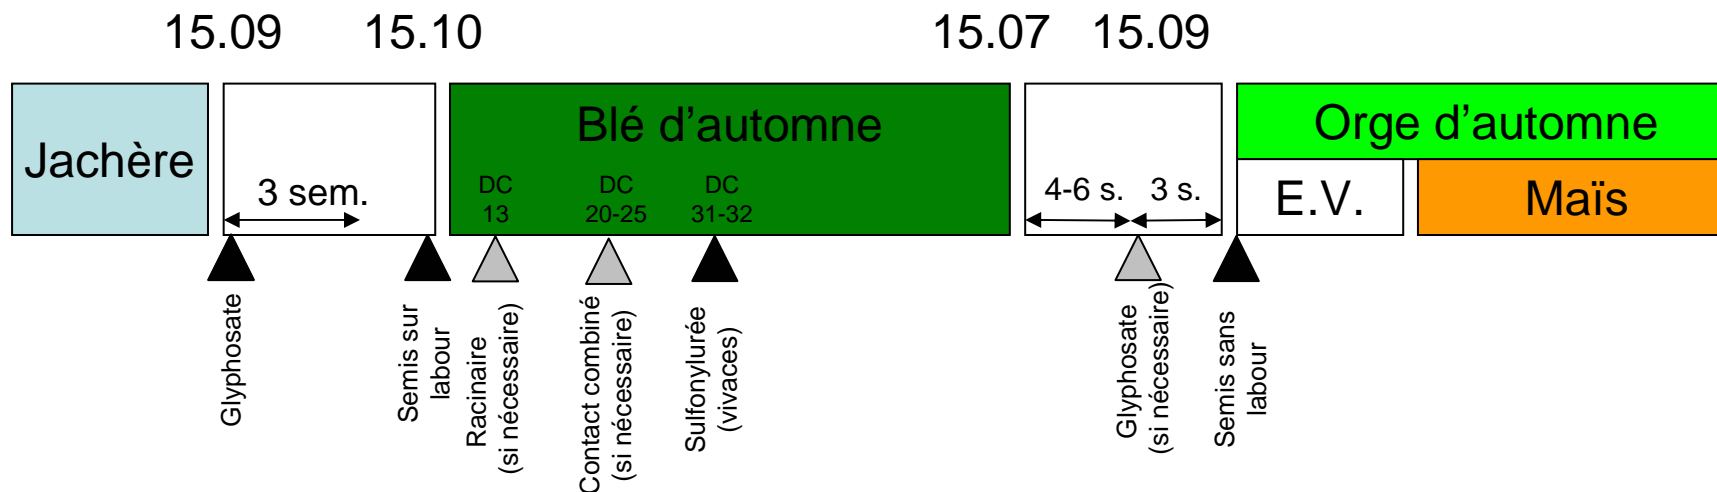 15.09
15.10
15.07
15.09
Jachère
3 sem.
Blé d'automne
DC
13
DC
20-25
DC
31-32
4-6 s.
3 s.
Orge d'automne
E.V.
Maïs
Glyphosate
Semis sur
labour
Racinaire
(si nécessaire)
Contact combiné
(si nécessaire)
Sulfonylurée
(vivaces)
Glyphosate
(si nécessaire)
Semis sans
labour